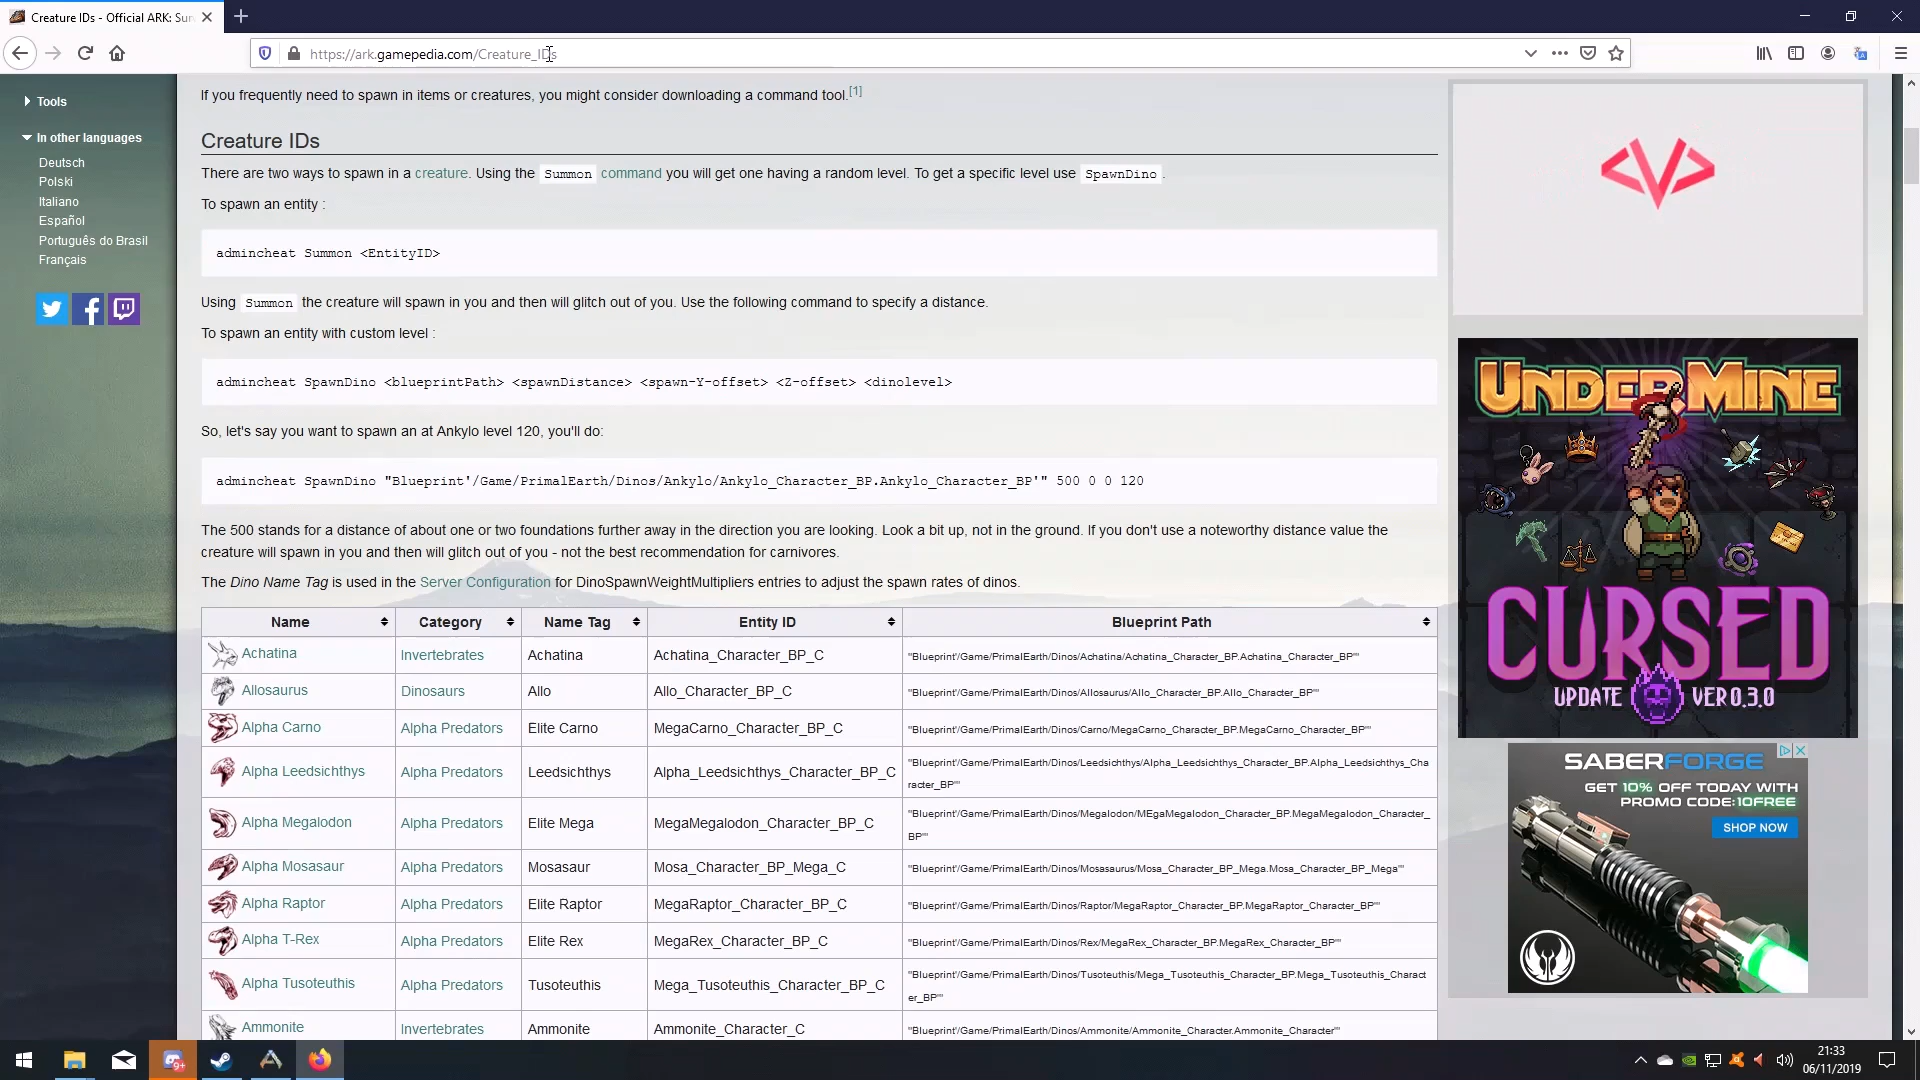 Creature IDs - Official ARK: Sur
https://ark.gamepedia.com/Creature_IDs
Tools
In other languages
Deutsch
Polski
Italiano
Español
Português do Brasil
Français
If you frequently need to spawn in items or creatures, you might consider downloading a command tool.[1]
Creature IDs
There are two ways to spawn in a creature. Using the Summon command you will get one having a random level. To get a specific level use SpawnDino.
To spawn an entity :
admincheat Summon <EntityID>
Using Summon the creature will spawn in you and then will glitch out of you. Use the following command to specify a distance.
To spawn an entity with custom level :
admincheat SpawnDino <blueprintPath> <spawnDistance> <spawn-Y-offset> <Z-offset> <dinolevel>
So, let's say you want to spawn an at Ankylo level 120, you'll do:
admincheat SpawnDino "Blueprint'/Game/PrimalEarth/Dinos/Ankylo/Ankylo_Character_BP.Ankylo_Character_BP'" 500 0 0 120
The 500 stands for a distance of about one or two foundations further away in the direction you are looking. Look a bit up, not in the ground. If you don't use a noteworthy distance value the
creature will spawn in you and then will glitch out of you - not the best recommendation for carnivores.
The Dino Name Tag is used in the Server Configuration for DinoSpawnWeightMultipliers entries to adjust the spawn rates of dinos.
Name Category Name Tag Entity ID Blueprint Path
Achatina Invertebrates Achatina Achatina_Character_BP_C "Blueprint'/Game/PrimalEarth/Dinos/Achatina/Achatina_Character_BP.Achatina_Character_BP'"
Allosaurus Dinosaurs Allo Allo_Character_BP_C "Blueprint'/Game/PrimalEarth/Dinos/Allosaurus/Allo_Character_BP.Allo_Character_BP'"
Alpha Carno Alpha Predators Elite Carno MegaCarno_Character_BP_C "Blueprint'/Game/PrimalEarth/Dinos/Carno/MegaCarno_Character_BP.MegaCarno_Character_BP'"
Alpha Leedsichthys Alpha Predators Leedsichthys Alpha_Leedsichthys_Character_BP_C "Blueprint'/Game/PrimalEarth/Dinos/Leedsichthys/Alpha_Leedsichthys_Character_BP.Alpha_Leedsichthys_Cha
racter_BP'"
Alpha Megalodon Alpha Predators Elite Mega MegaMegalodon_Character_BP_C "Blueprint'/Game/PrimalEarth/Dinos/Megalodon/MEgaMegalodon_Character_BP.MegaMegalodon_Character_
BP'"
Alpha Mosasaur Alpha Predators Mosasaur Mosa_Character_BP_Mega_C "Blueprint'/Game/PrimalEarth/Dinos/Mosasaurus/Mosa_Character_BP_Mega.Mosa_Character_BP_Mega'"
Alpha Raptor Alpha Predators Elite Raptor MegaRaptor_Character_BP_C "Blueprint'/Game/PrimalEarth/Dinos/Raptor/MegaRaptor_Character_BP.MegaRaptor_Character_BP'"
Alpha T-Rex Alpha Predators Elite Rex MegaRex_Character_BP_C "Blueprint'/Game/PrimalEarth/Dinos/Rex/MegaRex_Character_BP.MegaRex_Character_BP'"
Alpha Tusoteuthis Alpha Predators Tusoteuthis Mega_Tusoteuthis_Character_BP_C "Blueprint'/Game/PrimalEarth/Dinos/Tusoteuthis/Mega_Tusoteuthis_Character_BP.Mega_Tusoteuthis_Charact
er_BP'"
Ammonite Invertebrates Ammonite Ammonite_Character_C "Blueprint'/Game/PrimalEarth/Dinos/Ammonite/Ammonite_Character.Ammonite_Character'"
UNDERMINE
CURSED
UPDATE VER 0.3.0
SABERFORGE
GET 10% OFF TODAY WITH
PROMO CODE:10FREE
SHOP NOW
9+
21:33
06/11/2019